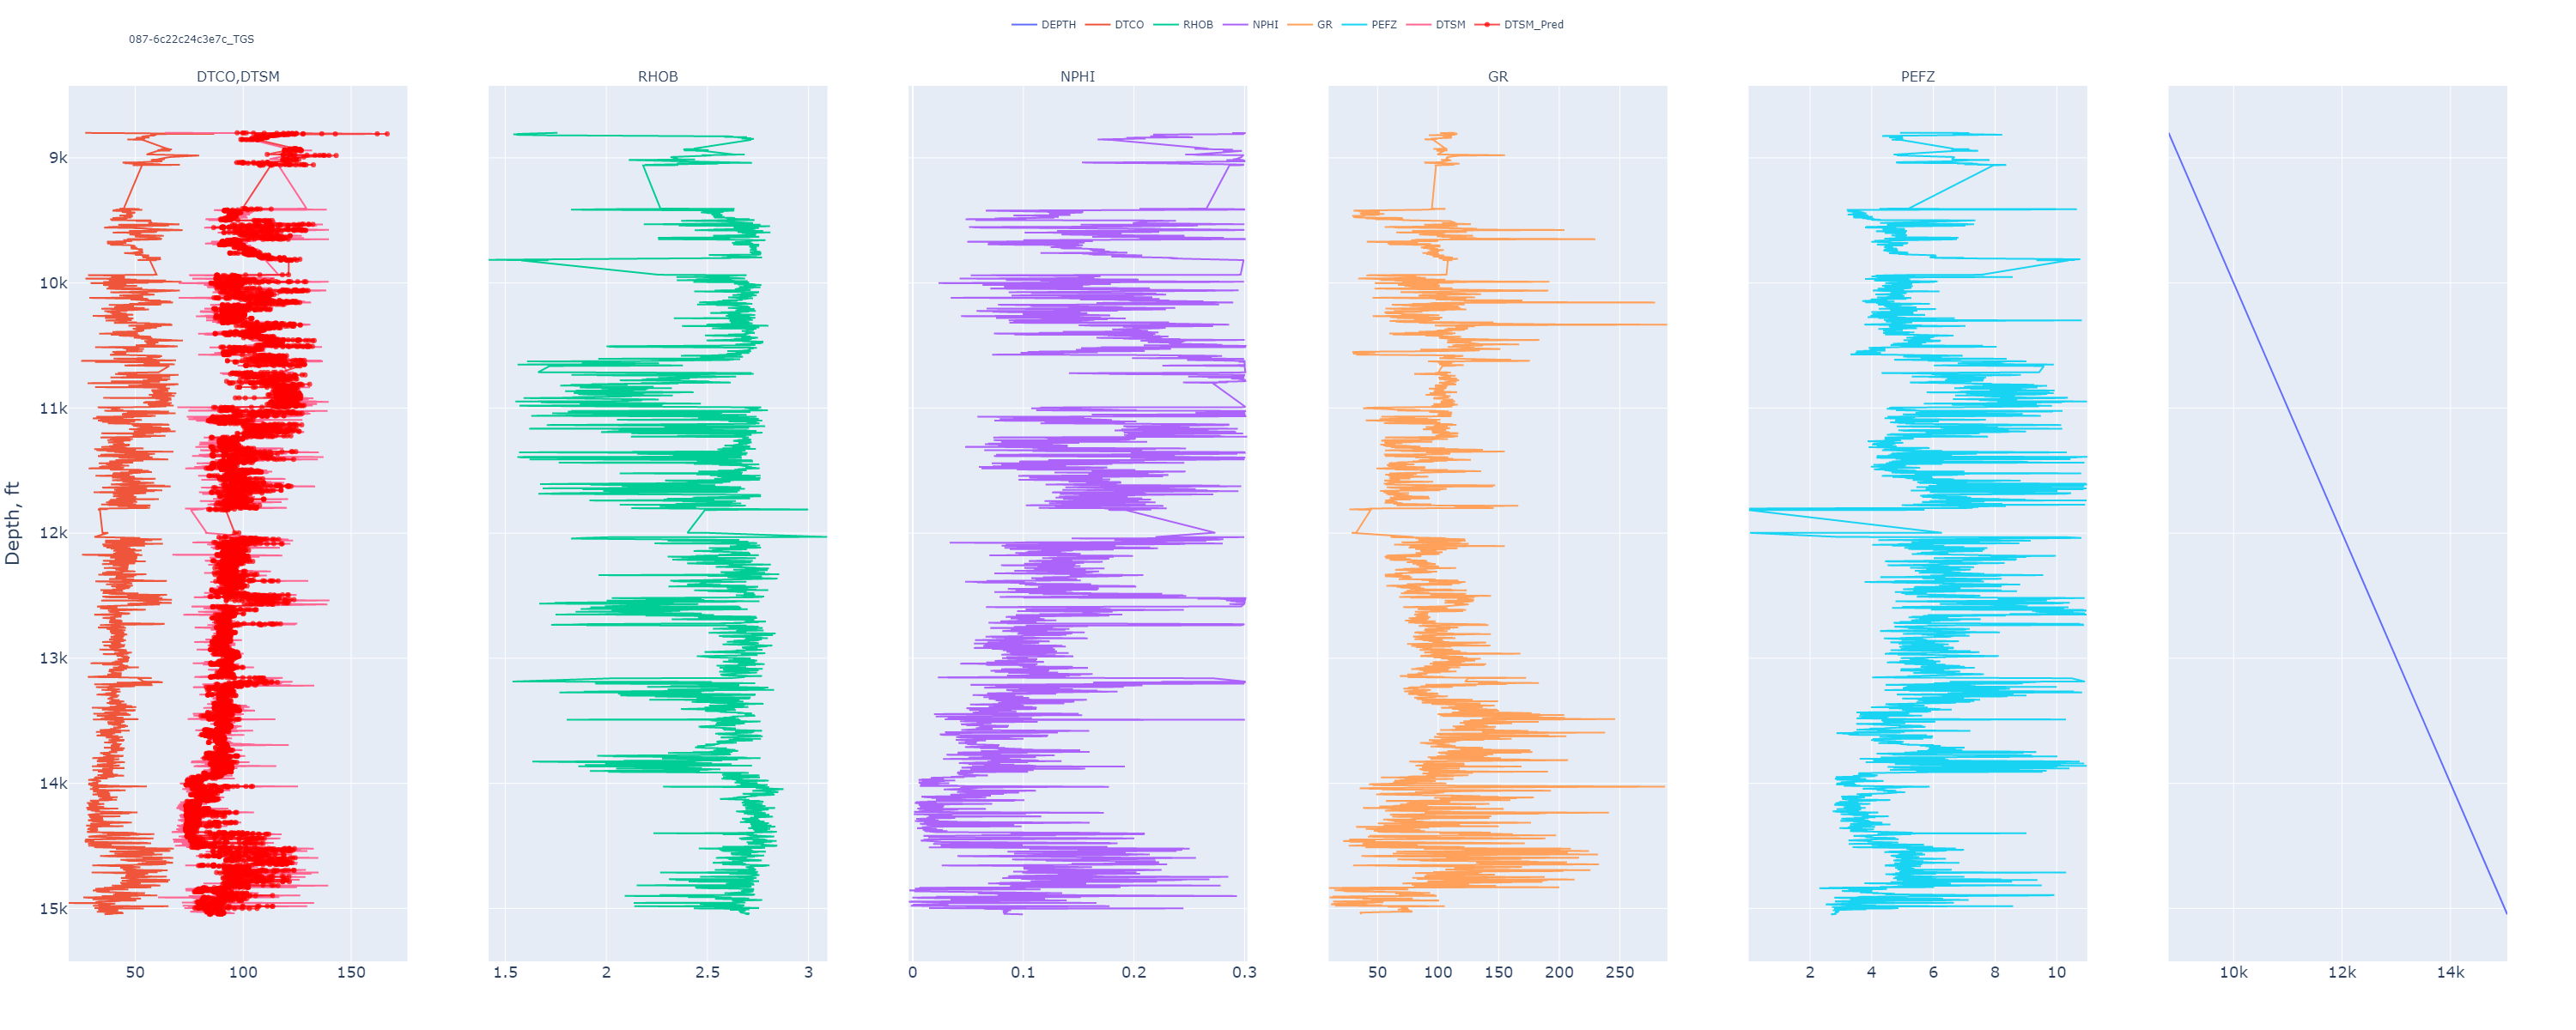 DEPTH DTCO RHOB NPHI GR PEFZ DTSM DTSM_Pred
087-6c22c24c3e7c_TGS
DTCO,DTSM RHOB NPHI GR PEFZ
9k
10k
11k
Depth, ft
12k
13k
14k
15k
50 100 150 1.5 2 2.5 3 0 0.1 0.2 0.3 50 100 150 200 250 2 4 6 8 10 10k 12k 14k